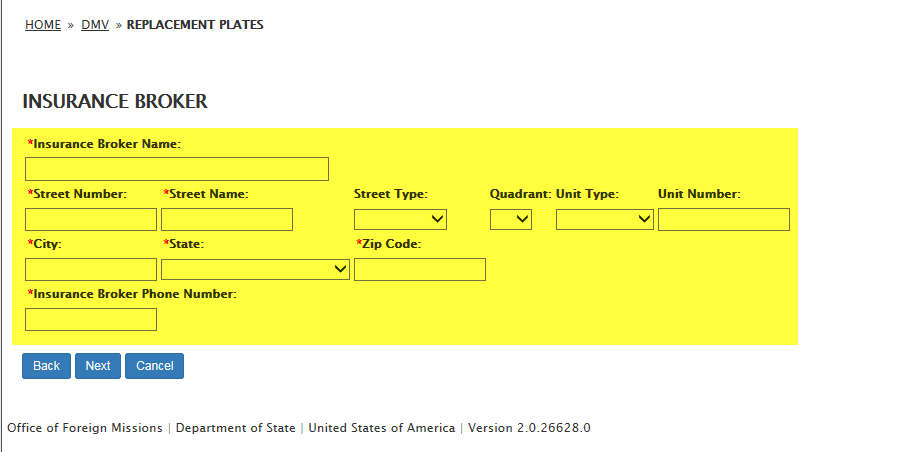 HOME » DMV » REPLACEMENT PLATES
INSURANCE BROKER
*Insurance Broker Name:
*Street Number: *Street Name: Street Type: Quadrant: Unit Type: Unit Number:
*City: *State: *Zip Code:
*Insurance Broker Phone Number:
Back Next Cancel
Office of Foreign Missions | Department of State | United States of America | Version 2.0.26628.0